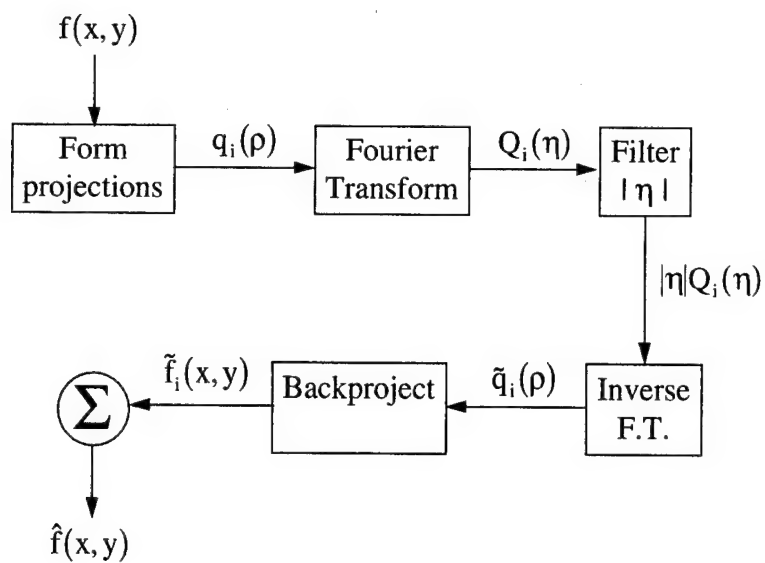 f(x, y)
Form
projections
q_i(ρ)
Fourier
Transform
Q_i(η)
Filter
|η|
|η|Q_i(η)
Inverse
F.T.
q̃_i(ρ)
Backproject
f̃_i(x, y)
Σ
f̂(x, y)